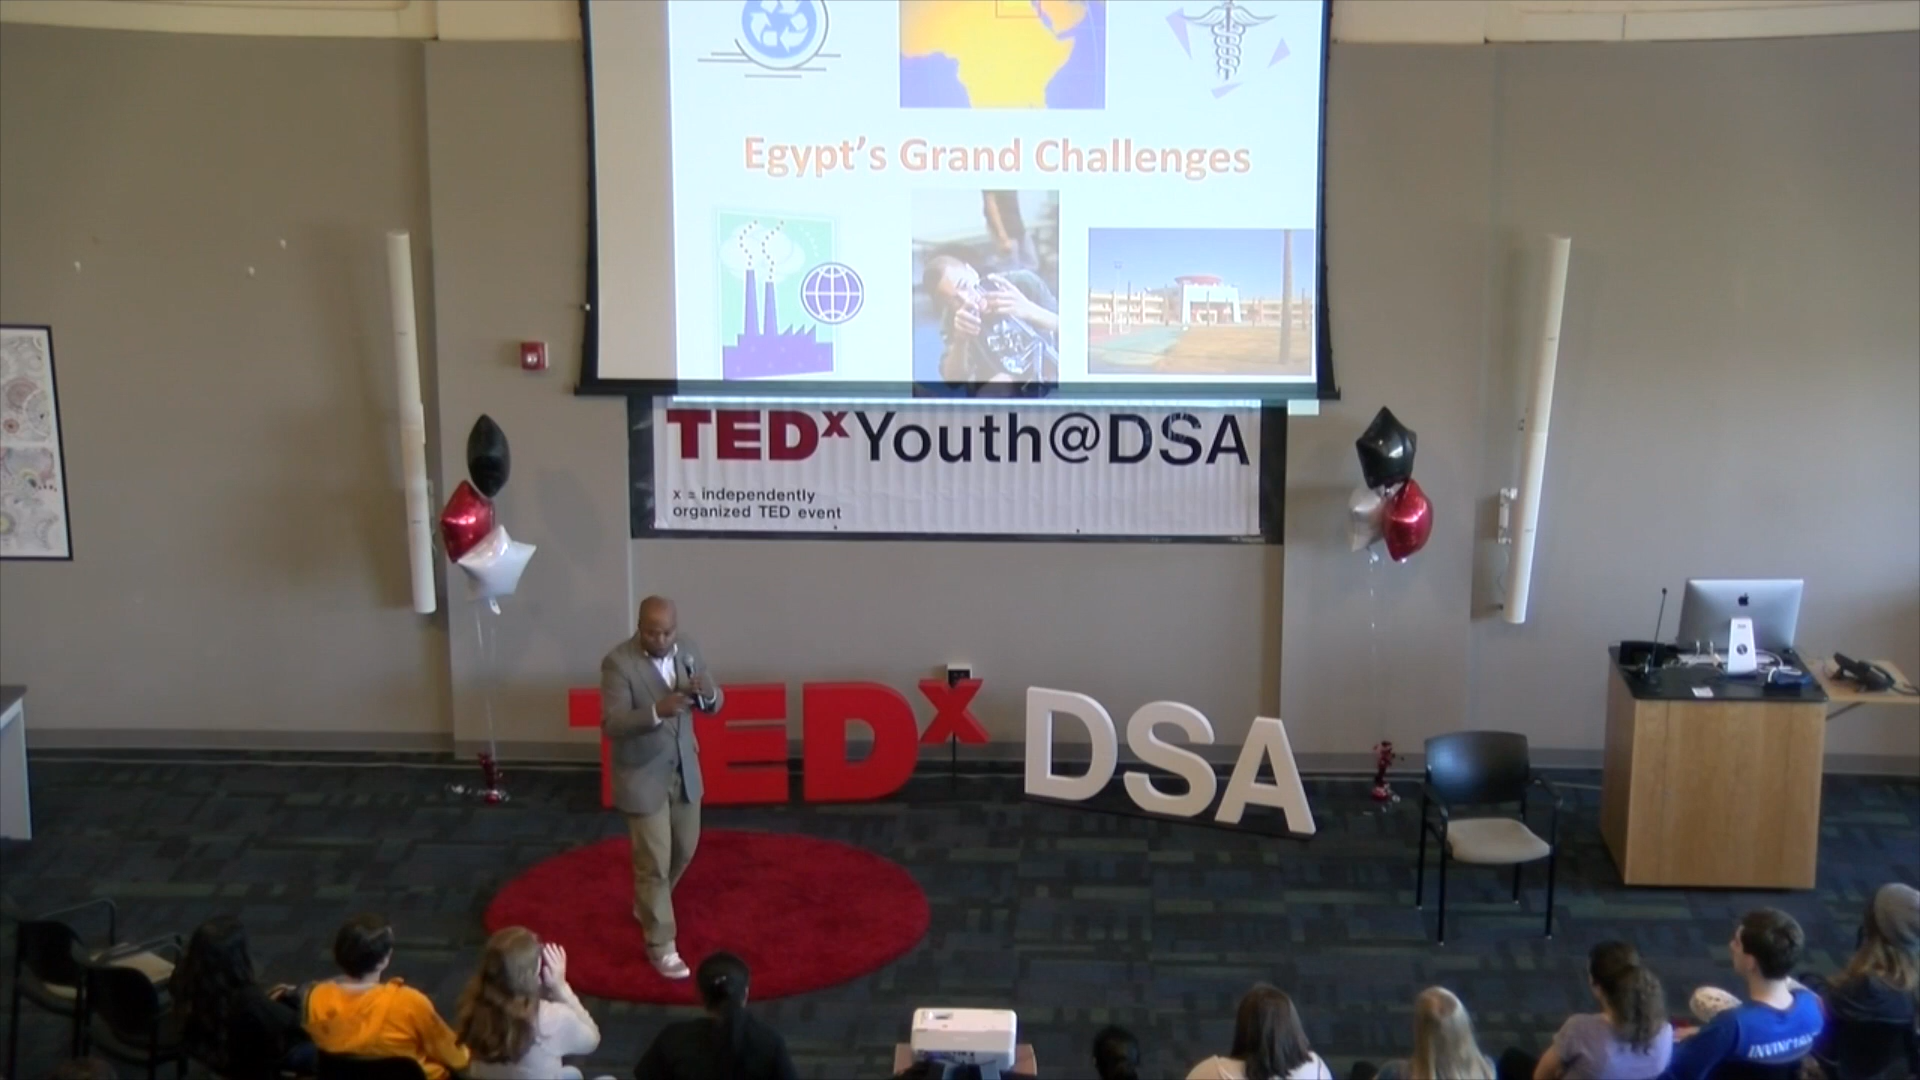 Egypt's Grand Challenges
TEDxYouth@DSA
x = independently
organized TED event
TEDx DSA